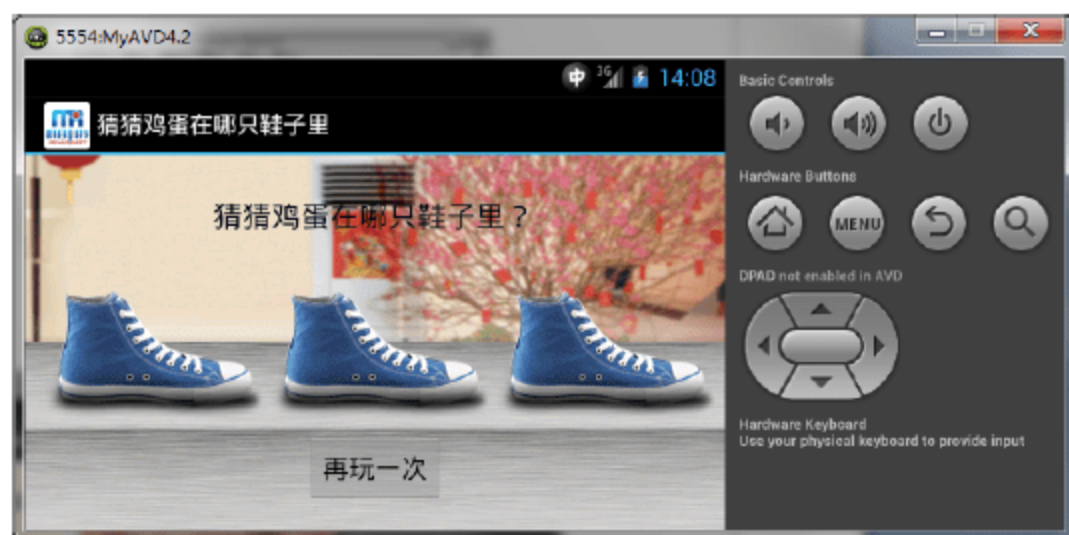 5554:MyAVD4.2
中 3G 14:08
猜猜鸡蛋在哪只鞋子里
猜猜鸡蛋在哪只鞋子里？
再玩一次
Basic Controls
Hardware Buttons
MENU
DPAD not enabled in AVD
Hardware Keyboard
Use your physical keyboard to provide input